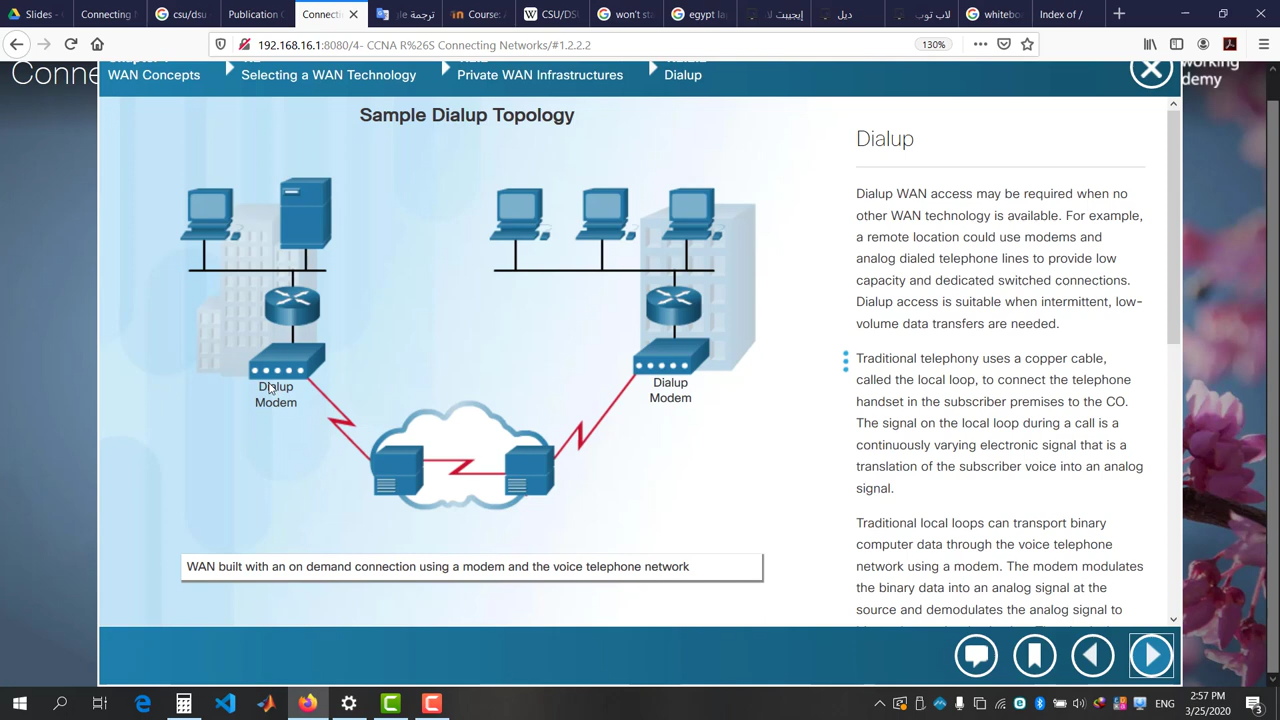 Slides -
Connecting N
csu/dsu
Publication C
Connecti
ترجمة
gle
Course: A
CSU/DS
won't sta
egypt lap
إيجيبت لا
ديل
لاب توب
whiteboa
Index of /
192.168.16.1:8080/4- CCNA R%26S Connecting Networks/#1.2.2.2
130%
Conne
WAN Concepts
Selecting a WAN Technology
Private WAN Infrastructures
Dialup
working
demy
Sample Dialup Topology
Dialup
Modem
Dialup
Modem
WAN built with an on demand connection using a modem and the voice telephone network
Dialup
Dialup WAN access may be required when no
other WAN technology is available. For example,
a remote location could use modems and
analog dialed telephone lines to provide low
capacity and dedicated switched connections.
Dialup access is suitable when intermittent, low-
volume data transfers are needed.
Traditional telephony uses a copper cable,
called the local loop, to connect the telephone
handset in the subscriber premises to the CO.
The signal on the local loop during a call is a
continuously varying electronic signal that is a
translation of the subscriber voice into an analog
signal.
Traditional local loops can transport binary
computer data through the voice telephone
network using a modem. The modem modulates
the binary data into an analog signal at the
source and demodulates the analog signal to
ENG
2:57 PM
3/25/2020
3